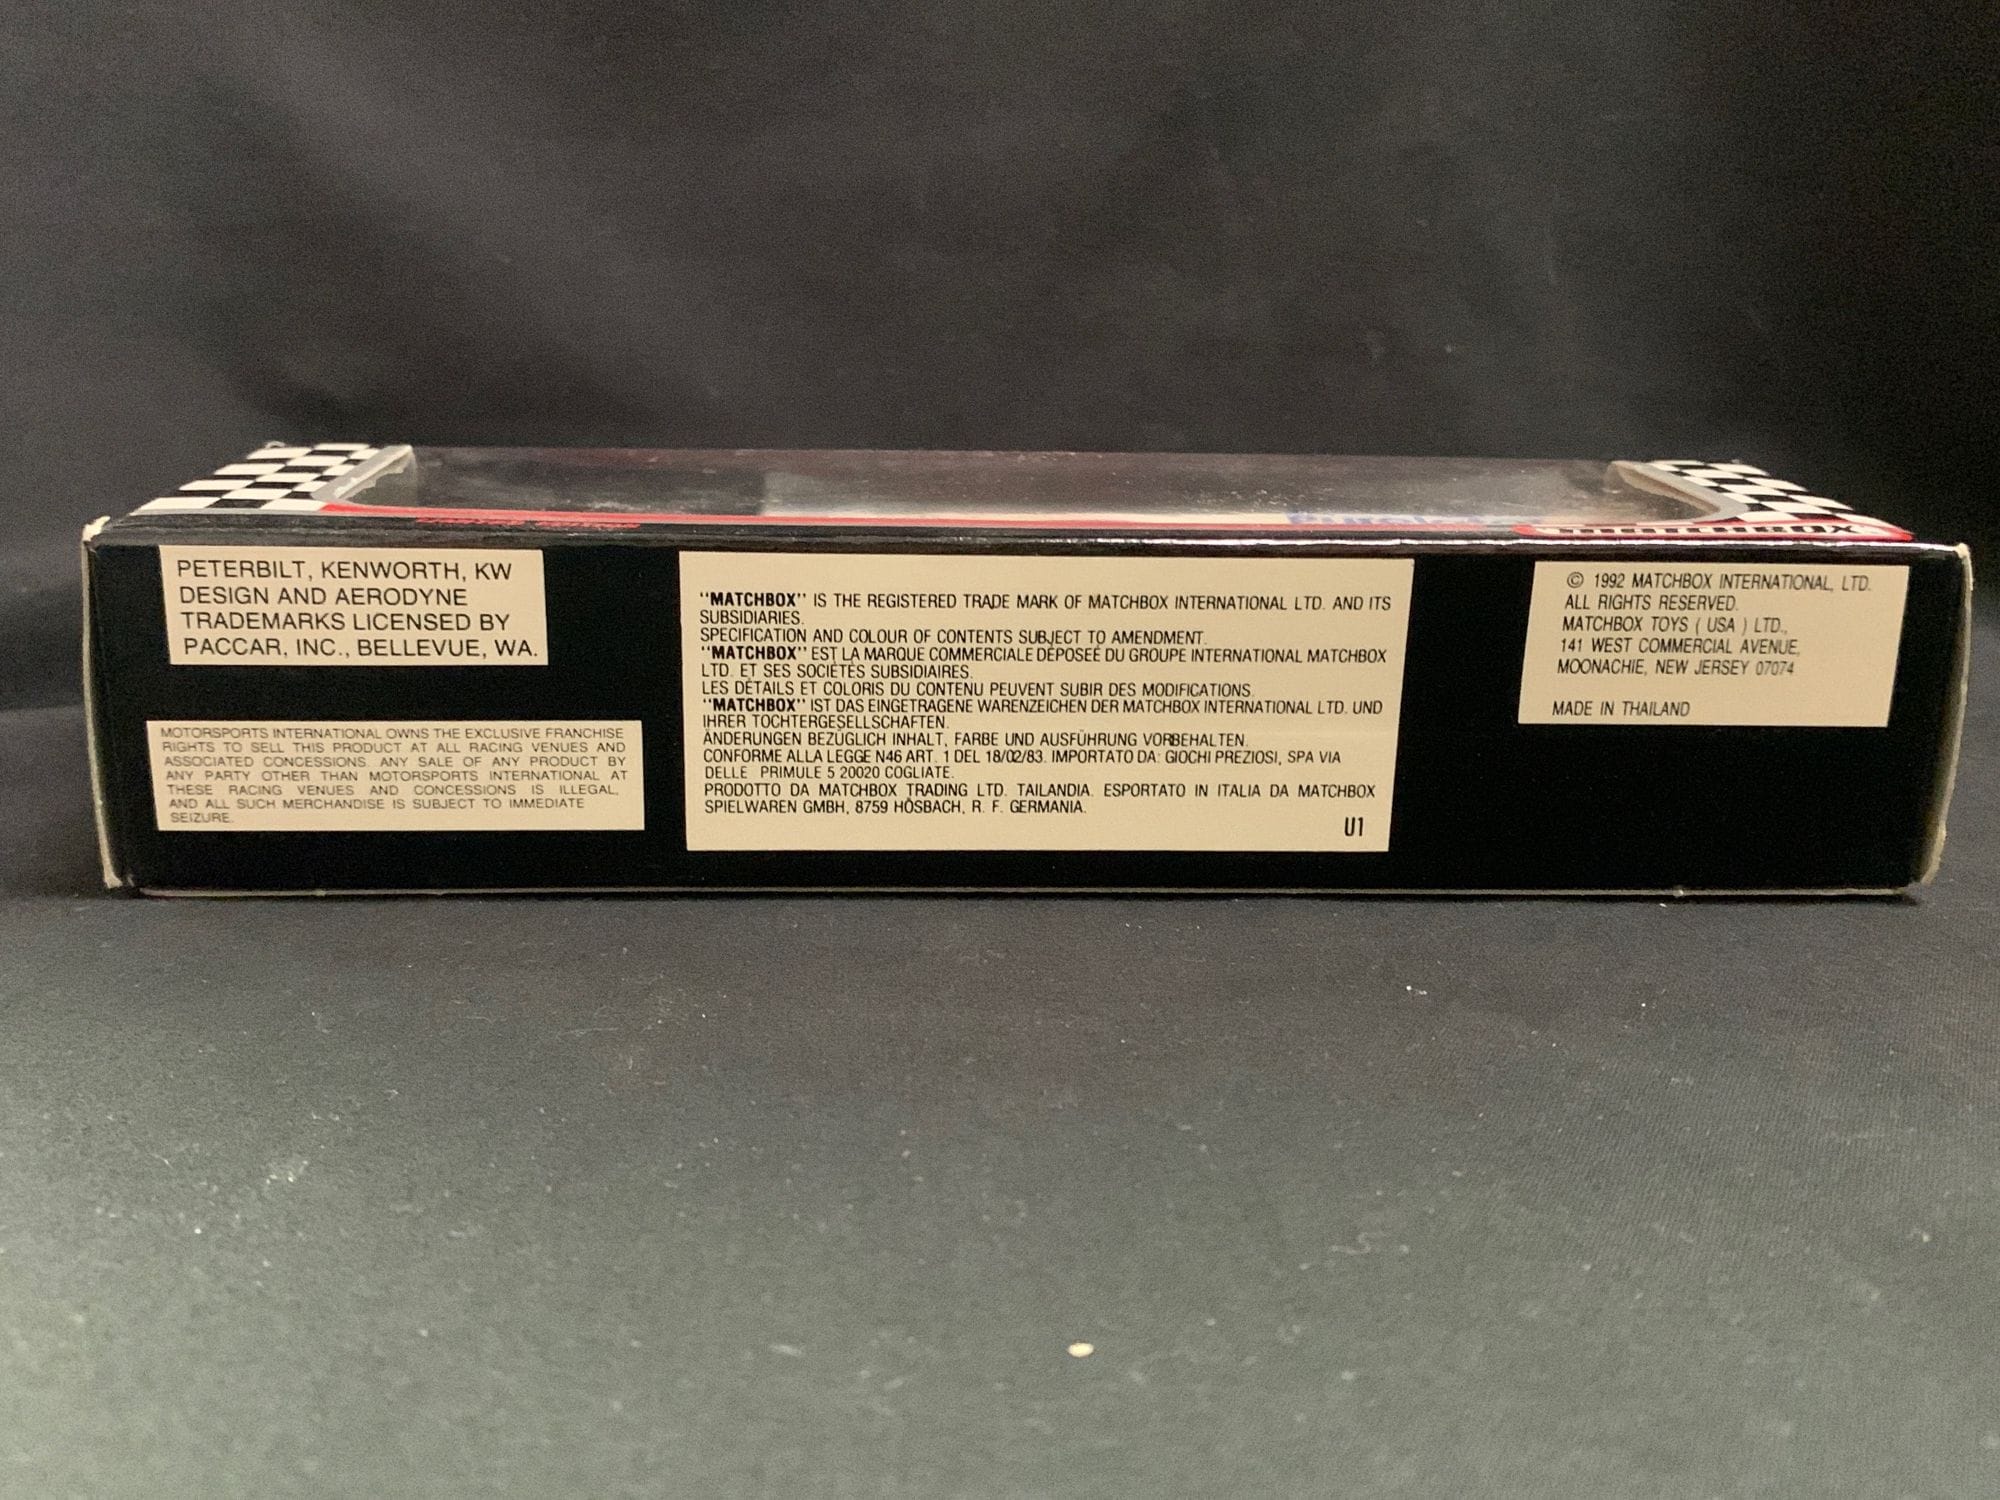 LIMITED EDITION
MATCHBOX
PETERBILT, KENWORTH, KW
DESIGN AND AERODYNE
TRADEMARKS LICENSED BY
PACCAR, INC., BELLEVUE, WA.
MOTORSPORTS INTERNATIONAL OWNS THE EXCLUSIVE FRANCHISE
RIGHTS TO SELL THIS PRODUCT AT ALL RACING VENUES AND
ASSOCIATED CONCESSIONS. ANY SALE OF ANY PRODUCT BY
ANY PARTY OTHER THAN MOTORSPORTS INTERNATIONAL AT
THESE RACING VENUES AND CONCESSIONS IS ILLEGAL,
AND ALL SUCH MERCHANDISE IS SUBJECT TO IMMEDIATE
SEIZURE.
"MATCHBOX" IS THE REGISTERED TRADE MARK OF MATCHBOX INTERNATIONAL LTD. AND ITS
SUBSIDIARIES.
SPECIFICATION AND COLOUR OF CONTENTS SUBJECT TO AMENDMENT.
"MATCHBOX" EST LA MARQUE COMMERCIALE DÉPOSÉE DU GROUPE INTERNATIONAL MATCHBOX
LTD. ET SES SOCIÉTÉS SUBSIDIAIRES.
LES DÉTAILS ET COLORIS DU CONTENU PEUVENT SUBIR DES MODIFICATIONS.
"MATCHBOX" IST DAS EINGETRAGENE WARENZEICHEN DER MATCHBOX INTERNATIONAL LTD. UND
IHRER TOCHTERGESELLSCHAFTEN.
ÄNDERUNGEN BEZÜGLICH INHALT, FARBE UND AUSFÜHRUNG VORBEHALTEN.
CONFORME ALLA LEGGE N46 ART. 1 DEL 18/02/83. IMPORTATO DA: GIOCHI PREZIOSI, SPA VIA
DELLE PRIMULE 5 20020 COGLIATE.
PRODOTTO DA MATCHBOX TRADING LTD. TAILANDIA. ESPORTATO IN ITALIA DA MATCHBOX
SPIELWAREN GMBH, 8759 HÖSBACH, R. F. GERMANIA.
U1
© 1992 MATCHBOX INTERNATIONAL, LTD.
ALL RIGHTS RESERVED.
MATCHBOX TOYS ( USA ) LTD.,
141 WEST COMMERCIAL AVENUE,
MOONACHIE, NEW JERSEY 07074
MADE IN THAILAND